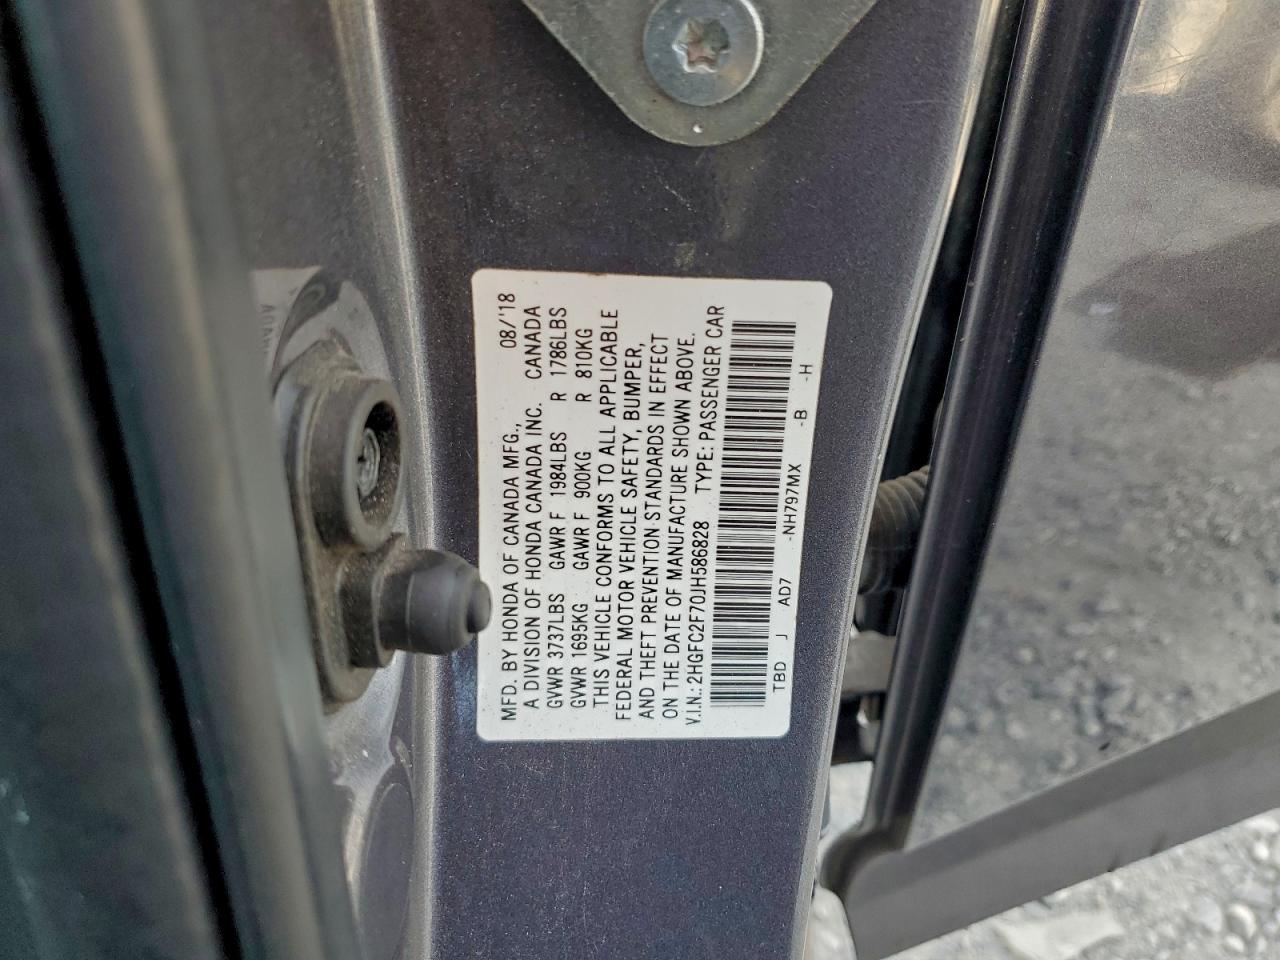 MFD. BY HONDA OF CANADA MFG., 08/'18
A DIVISION OF HONDA CANADA INC. CANADA
GVWR 3737LBS GAWR F 1984LBS R 1786LBS
GVWR 1695KG GAWR F 900KG R 810KG
THIS VEHICLE CONFORMS TO ALL APPLICABLE
FEDERAL MOTOR VEHICLE SAFETY, BUMPER,
AND THEFT PREVENTION STANDARDS IN EFFECT
ON THE DATE OF MANUFACTURE SHOWN ABOVE.
V.I.N.: 2HGFC2F70JH586828 TYPE: PASSENGER CAR
TBD J AD7 -NH797MX -B -H